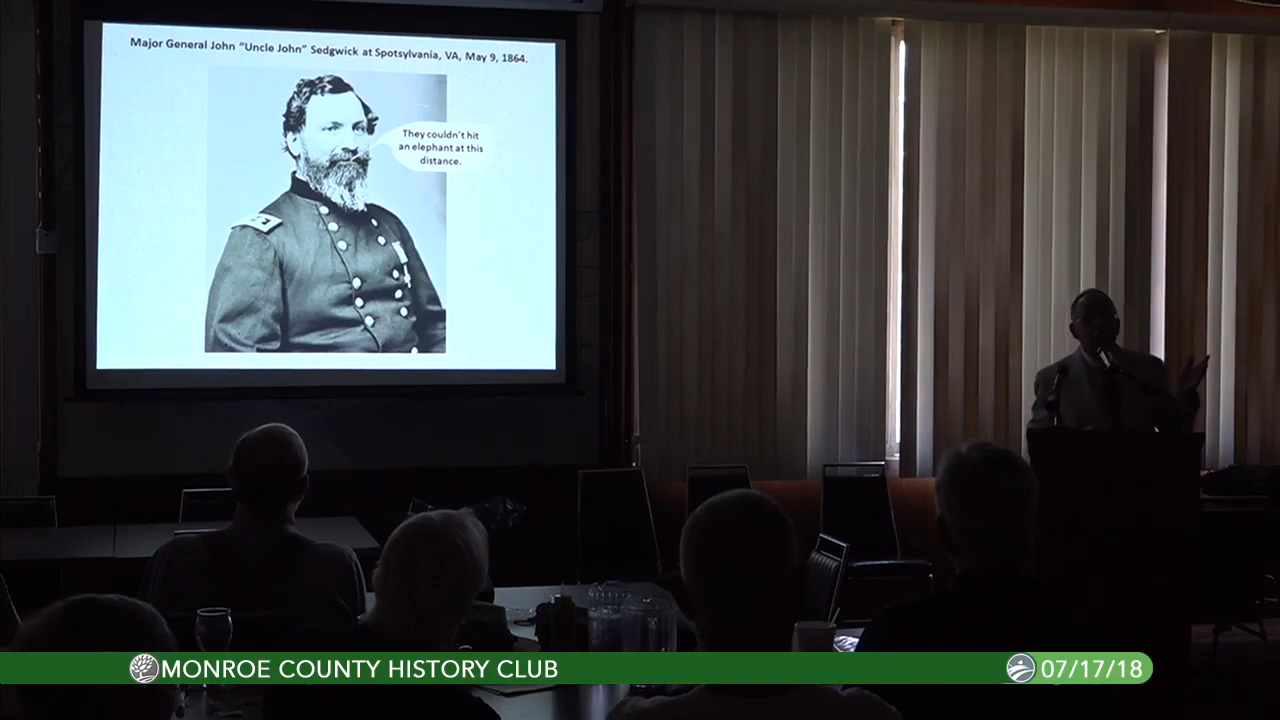 Major General John “Uncle John” Sedgwick at Spotsylvania, VA, May 9, 1864.
They couldn't hit
an elephant at this
distance.
MONROE COUNTY HISTORY CLUB
07/17/18